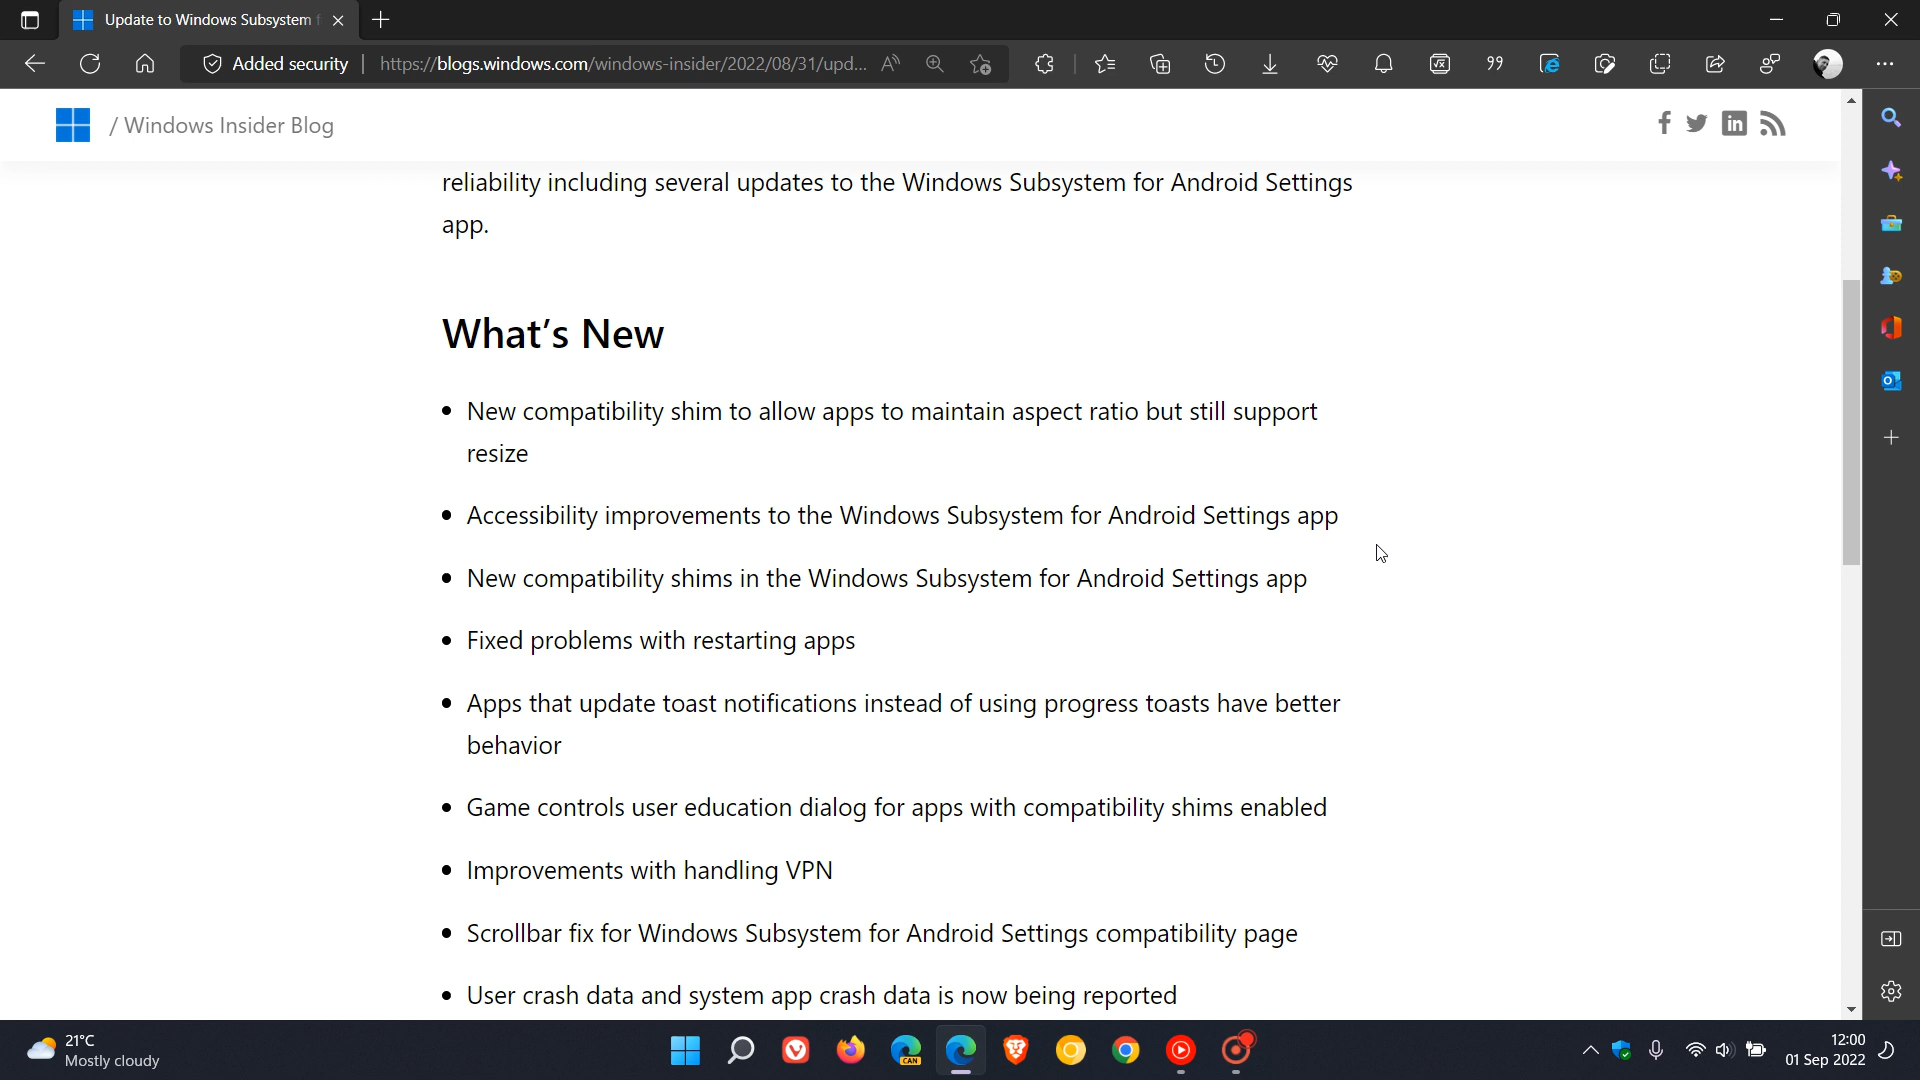 Update to Windows Subsystem f
Added security
https://blogs.windows.com/windows-insider/2022/08/31/upd...
/ Windows Insider Blog
reliability including several updates to the Windows Subsystem for Android Settings
app.
What's New
• New compatibility shim to allow apps to maintain aspect ratio but still support
resize
• Accessibility improvements to the Windows Subsystem for Android Settings app
• New compatibility shims in the Windows Subsystem for Android Settings app
• Fixed problems with restarting apps
• Apps that update toast notifications instead of using progress toasts have better
behavior
• Game controls user education dialog for apps with compatibility shims enabled
• Improvements with handling VPN
• Scrollbar fix for Windows Subsystem for Android Settings compatibility page
• User crash data and system app crash data is now being reported
21°C
Mostly cloudy
CAN
12:00
01 Sep 2022